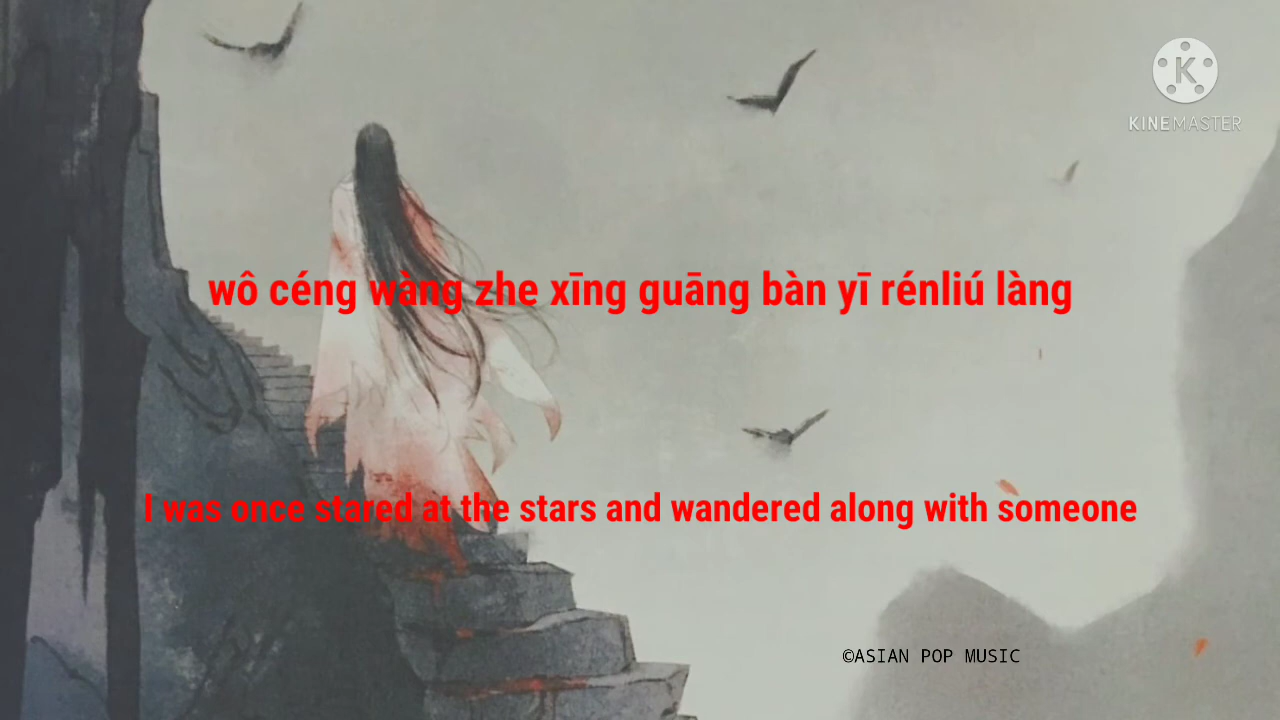 KINEMASTER
wô céng wàng zhe xīng guāng bàn yī rénliú làng
I was once stared at the stars and wandered along with someone
©ASIAN POP MUSIC